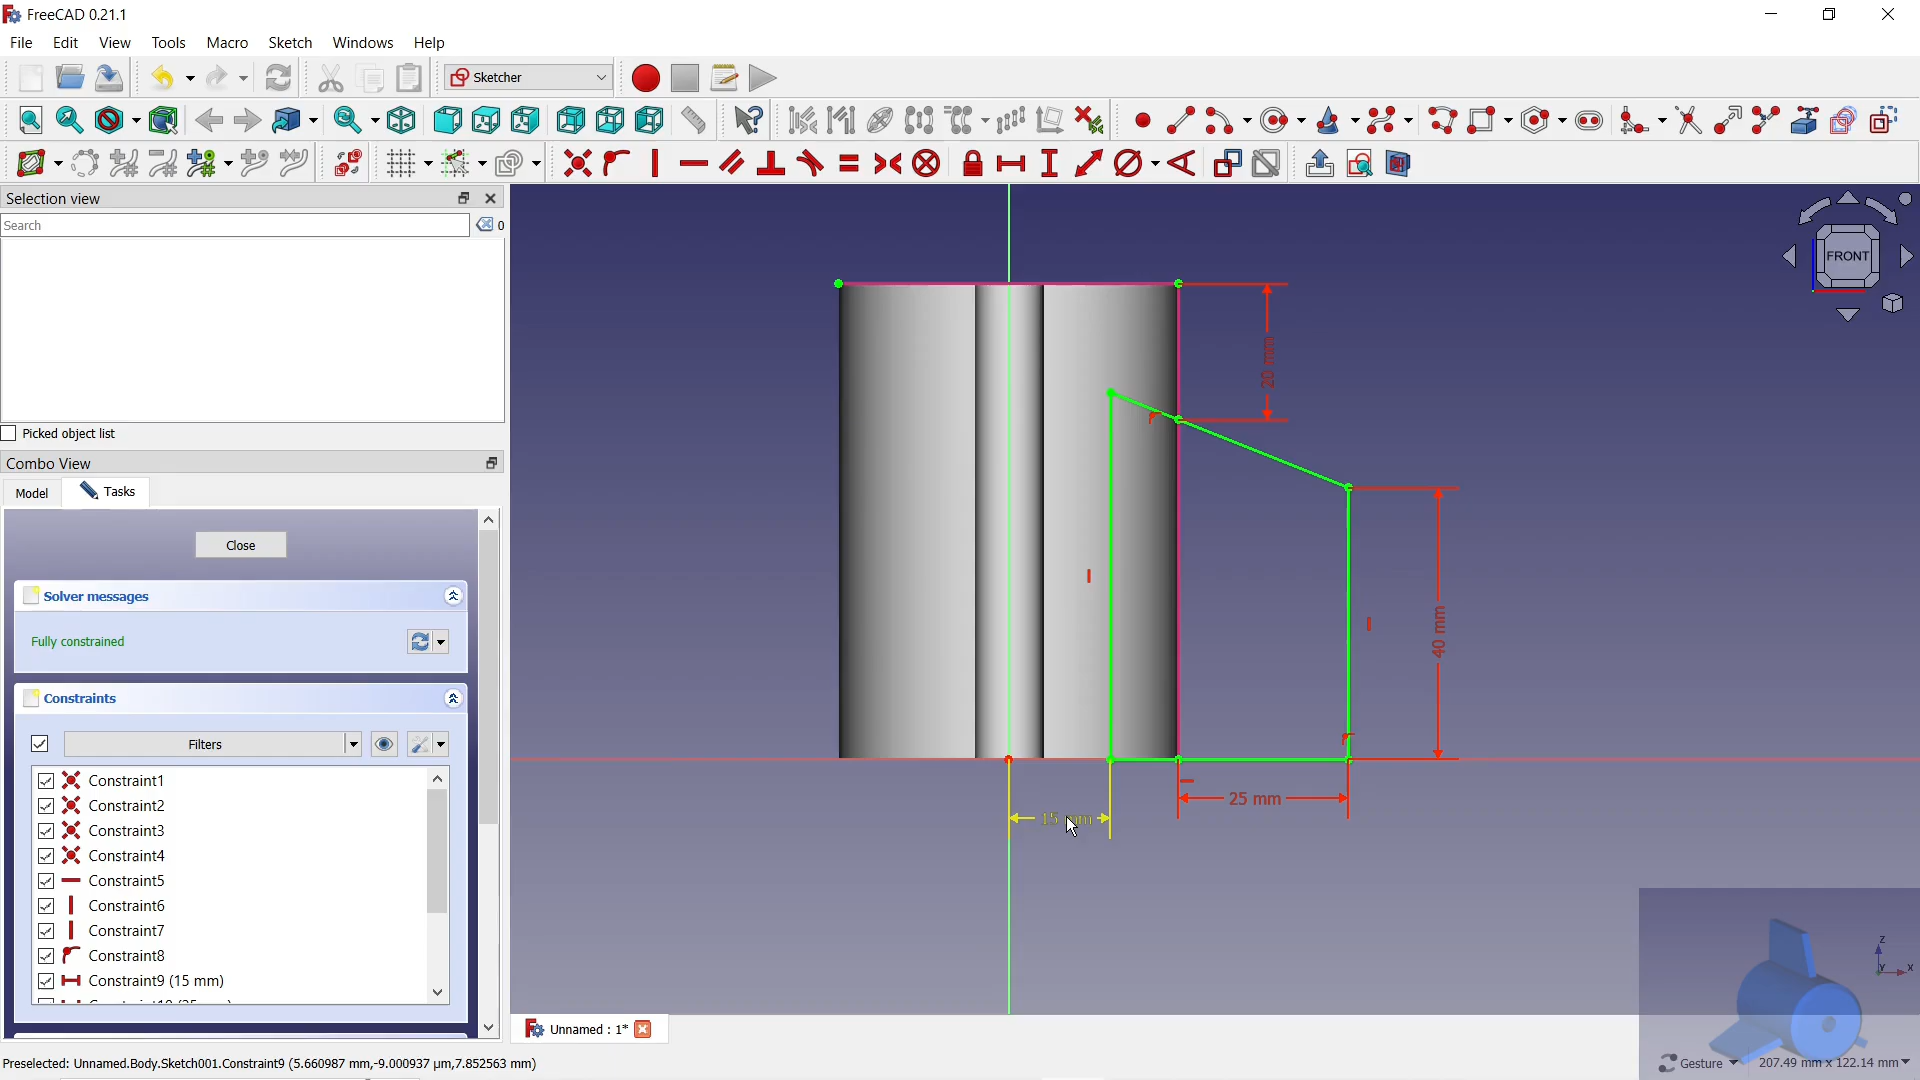 FreeCAD 0.21.1
File Edit View Tools Macro Sketch Windows Help
Sketcher
Selection view
Search
0
Picked object list
Combo View
Model Tasks
Close
Solver messages
Fully constrained
Constraints
Filters
Constraint1
Constraint2
Constraint3
Constraint4
Constraint5
Constraint6
Constraint7
Constraint8
Constraint9 (15 mm)
FRONT
20 mm
40 mm
25 mm
15 mm
Z
Y
X
Unnamed : 1*
Preselected: Unnamed.Body.Sketch001.Constraint9 (5.660987 mm,-9.000937 µm,7.852563 mm)
Gesture
207.49 mm x 122.14 mm